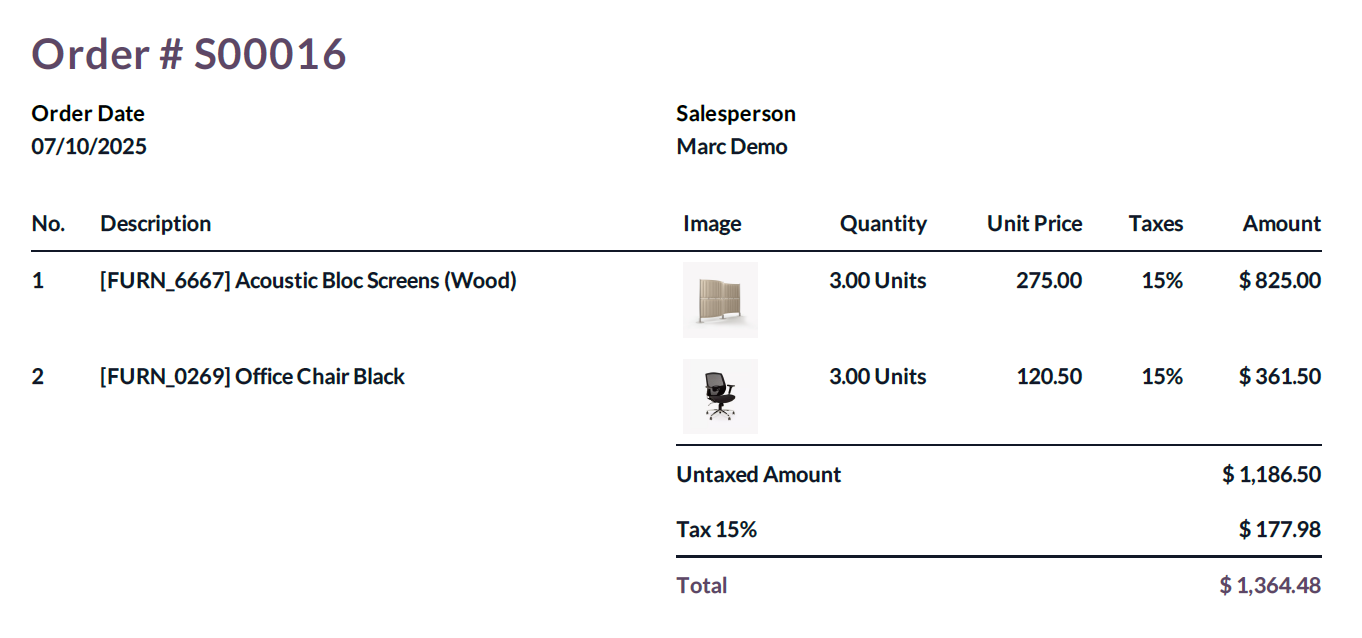 Order # S00016
Order Date Salesperson
07/10/2025 Marc Demo
No. Description Image Quantity Unit Price Taxes Amount
1 [FURN_6667] Acoustic Bloc Screens (Wood) 3.00 Units 275.00 15% $ 825.00
2 [FURN_0269] Office Chair Black 3.00 Units 120.50 15% $ 361.50
Untaxed Amount $ 1,186.50
Tax 15% $ 177.98
Total $ 1,364.48